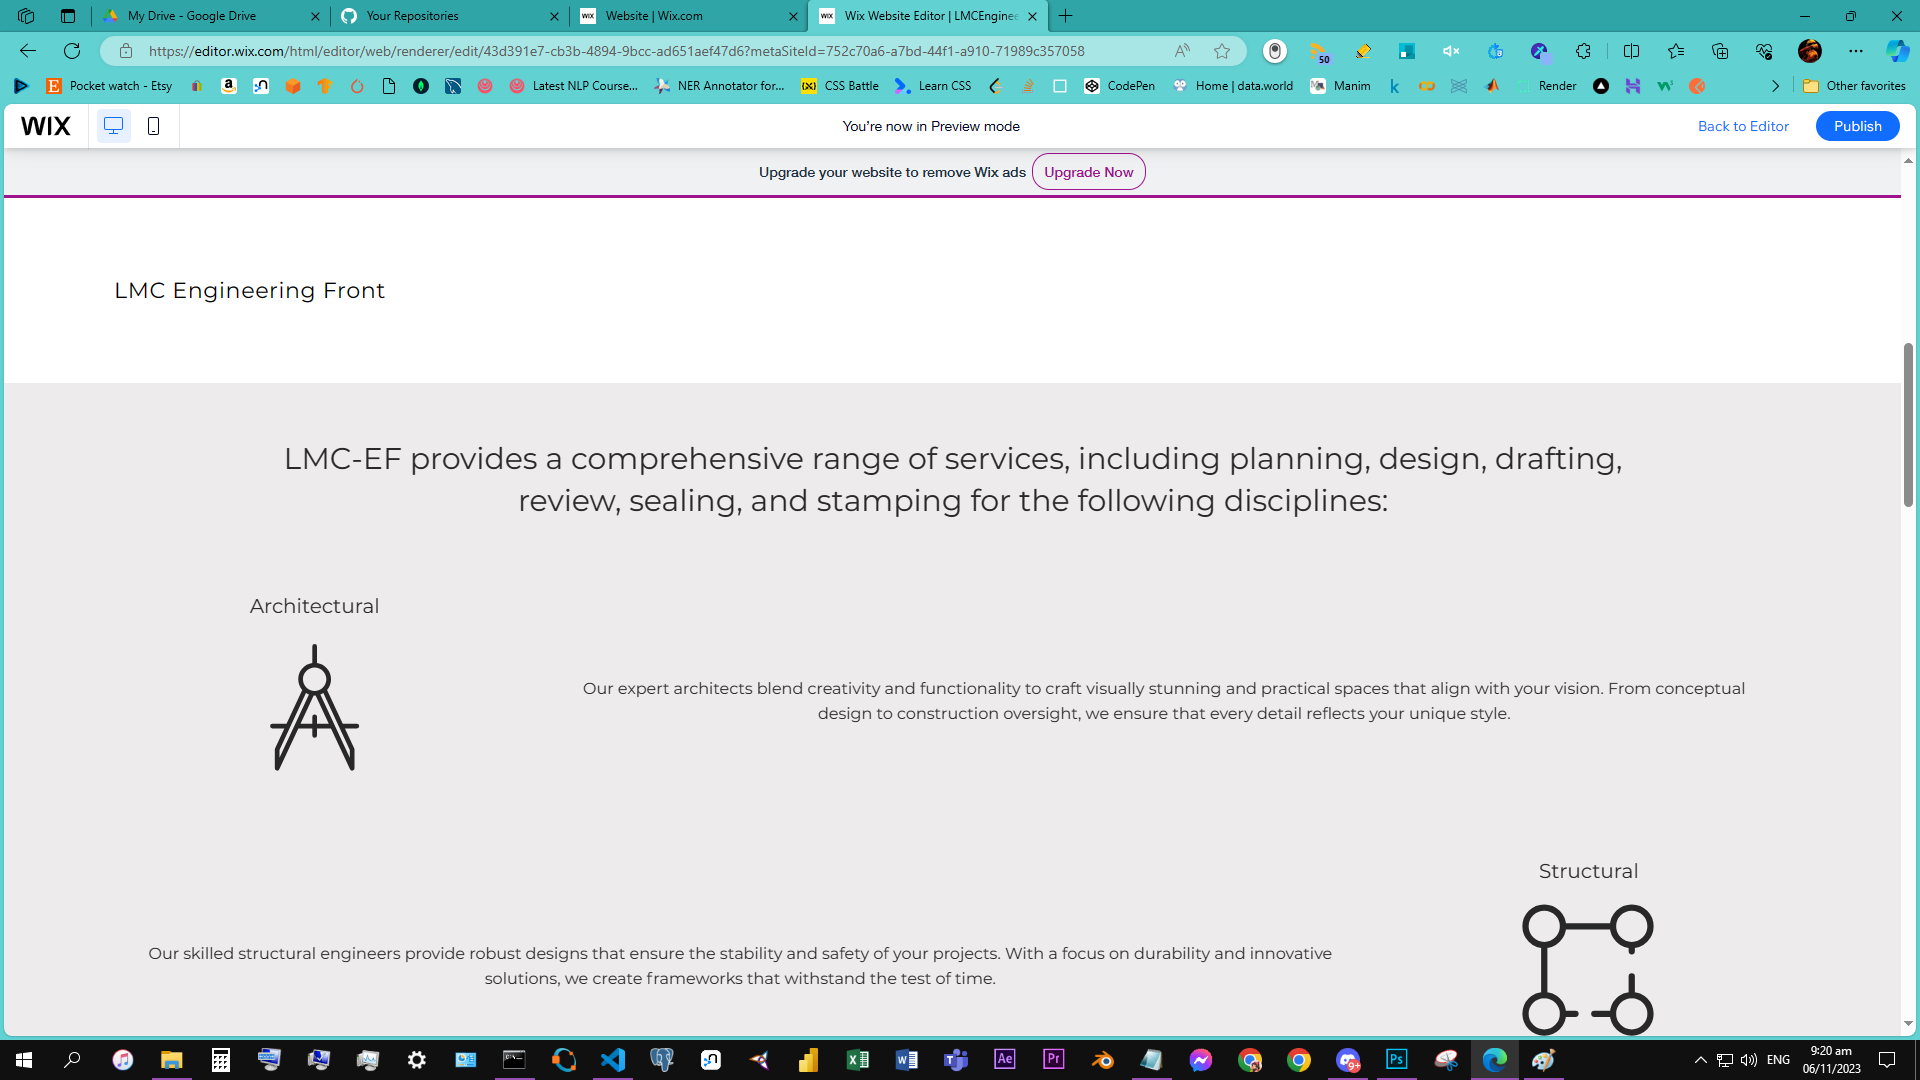 My Drive - Google Drive
Your Repositories
WIX Website | Wix.com
WIX Wix Website Editor | LMCEnginee
https://editor.wix.com/html/editor/web/renderer/edit/43d391e7-cb3b-4894-9bcc-ad651aef47d6?metaSiteId=752c70a6-a7bd-44f1-a910-71989c357058
50
Pocket watch - Etsy
Latest NLP Course...
NER Annotator for...
CSS Battle
Learn CSS
CodePen
Home | data.world
Manim
Render
Other favorites
WIX
You're now in Preview mode
Back to Editor
Publish
Upgrade your website to remove Wix ads
Upgrade Now
LMC Engineering Front
LMC-EF provides a comprehensive range of services, including planning, design, drafting,
review, sealing, and stamping for the following disciplines:
Architectural
Our expert architects blend creativity and functionality to craft visually stunning and practical spaces that align with your vision. From conceptual
design to construction oversight, we ensure that every detail reflects your unique style.
Structural
Our skilled structural engineers provide robust designs that ensure the stability and safety of your projects. With a focus on durability and innovative
solutions, we create frameworks that withstand the test of time.
Ae
Pr
9+
Ps
ENG
9:20 am
06/11/2023